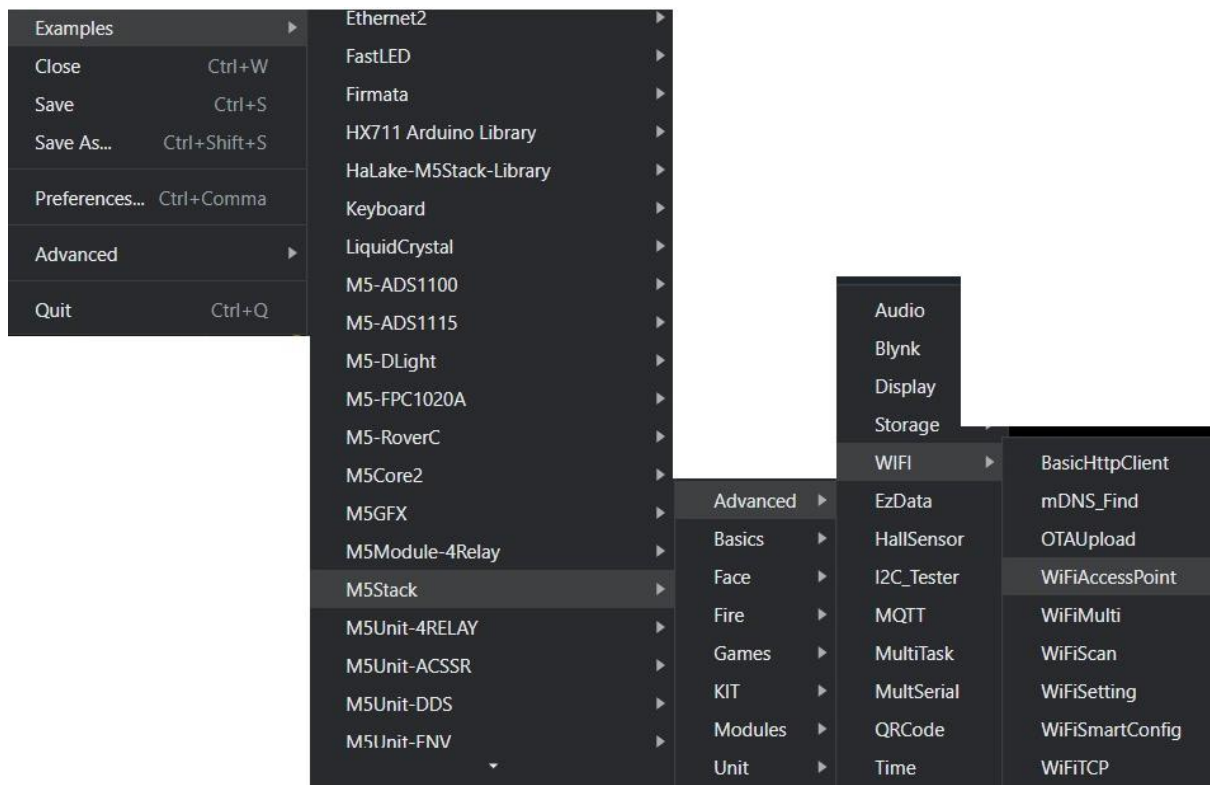 Examples
Close Ctrl+W
Save Ctrl+S
Save As... Ctrl+Shift+S
Preferences... Ctrl+Comma
Advanced
Quit Ctrl+Q
Ethernet2
FastLED
Firmata
HX711 Arduino Library
HaLake-M5Stack-Library
Keyboard
LiquidCrystal
M5-ADS1100
M5-ADS1115
M5-DLight
M5-FPC1020A
M5-RoverC
M5Core2
M5GFX
M5Module-4Relay
M5Stack
M5Unit-4RELAY
M5Unit-ACSSR
M5Unit-DDS
M5Unit-ENV
Advanced
Basics
Face
Fire
Games
KIT
Modules
Unit
Audio
Blynk
Display
Storage
WIFI
EzData
HallSensor
I2C_Tester
MQTT
MultiTask
MultSerial
QRCode
Time
BasicHttpClient
mDNS_Find
OTAUpload
WiFiAccessPoint
WiFiMulti
WiFiScan
WiFiSetting
WiFiSmartConfig
WiFiTCP